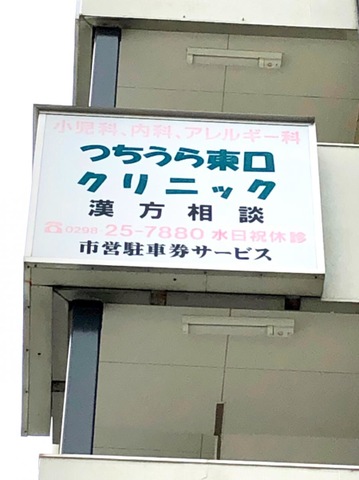 小児科、内科、アレルギー科
つちうら東口
クリニック
漢方相談
☎0298-25-7880 水日祝休診
市営駐車券サービス